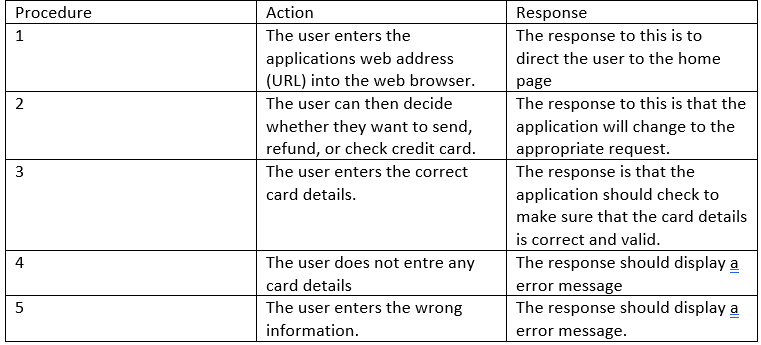 Procedure Action Response
1 The user enters the The response to this is to
applications web address direct the user to the home
(URL) into the web browser. page
2 The user can then decide The response to this is that the
whether they want to send, application will change to the
refund, or check credit card. appropriate request.
3 The user enters the correct The response is that the
card details. application should check to
make sure that the card details
is correct and valid.
4 The user does not entre any The response should display a
card details error message
5 The user enters the wrong The response should display a
information. error message.